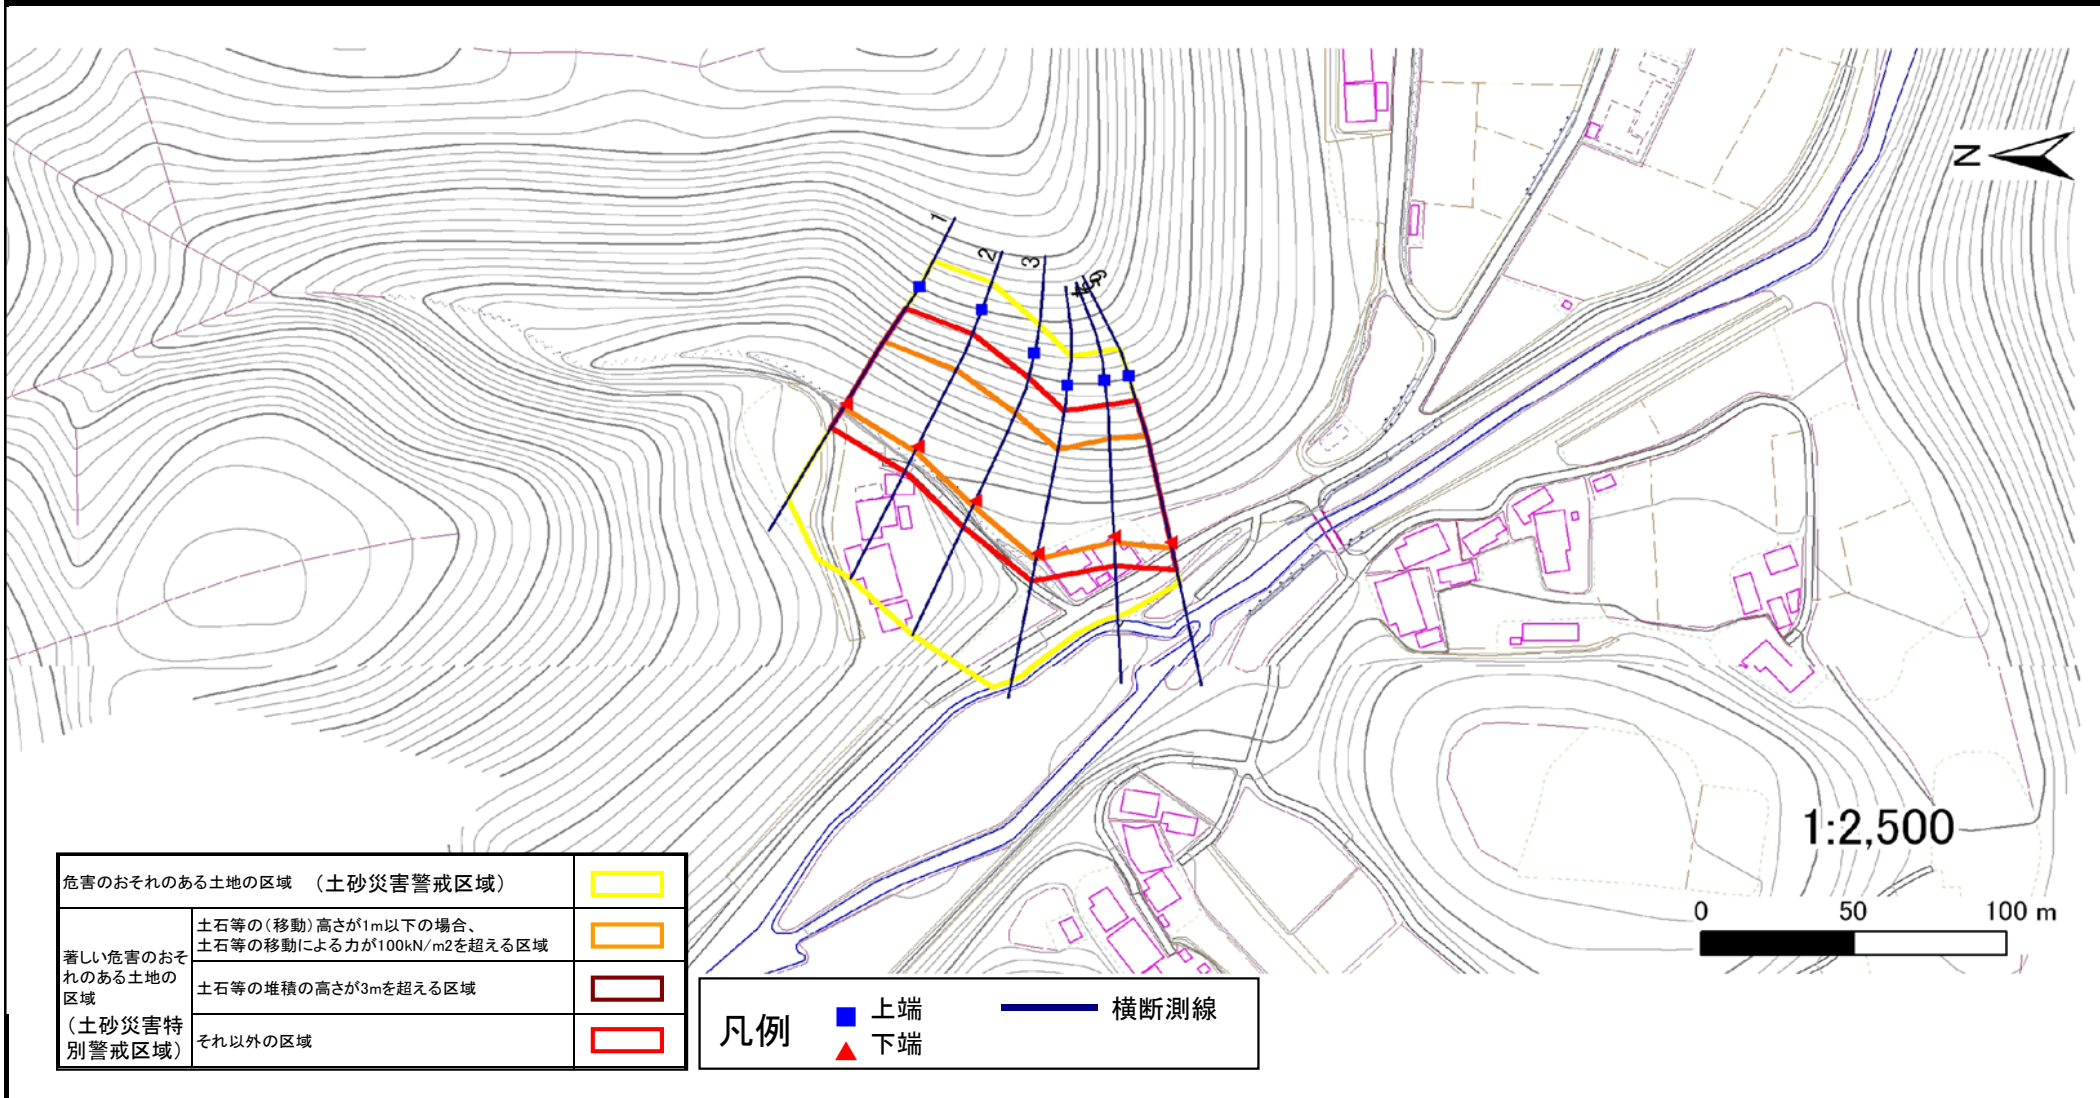 1
2
3
4
5
6
N
1:2,500
0 50 100 m
危害のおそれのある土地の区域 (土砂災害警戒区域)
著しい危害のおそ
れのある土地の
区域
(土砂災害特
別警戒区域)
土石等の(移動)高さが1m以下の場合、
土石等の移動による力が100kN/m2を超える区域
土石等の堆積の高さが3mを超える区域
それ以外の区域
凡例
上端
下端
横断測線